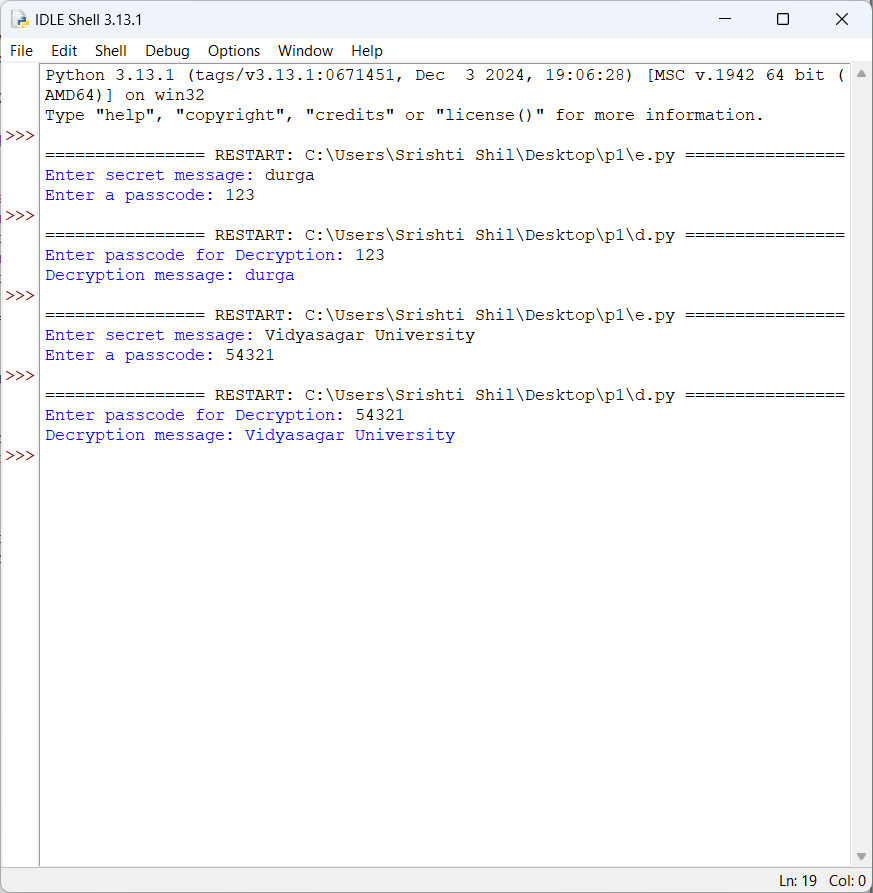 IDLE Shell 3.13.1
File Edit Shell Debug Options Window Help
Python 3.13.1 (tags/v3.13.1:0671451, Dec  3 2024, 19:06:28) [MSC v.1942 64 bit (
AMD64)] on win32
Type "help", "copyright", "credits" or "license()" for more information.
>>>
================ RESTART: C:\Users\Srishti Shil\Desktop\p1\e.py ================
Enter secret message: durga
Enter a passcode: 123
>>>
================ RESTART: C:\Users\Srishti Shil\Desktop\p1\d.py ================
Enter passcode for Decryption: 123
Decryption message: durga
>>>
================ RESTART: C:\Users\Srishti Shil\Desktop\p1\e.py ================
Enter secret message: Vidyasagar University
Enter a passcode: 54321
>>>
================ RESTART: C:\Users\Srishti Shil\Desktop\p1\d.py ================
Enter passcode for Decryption: 54321
Decryption message: Vidyasagar University
>>>
Ln: 19 Col: 0